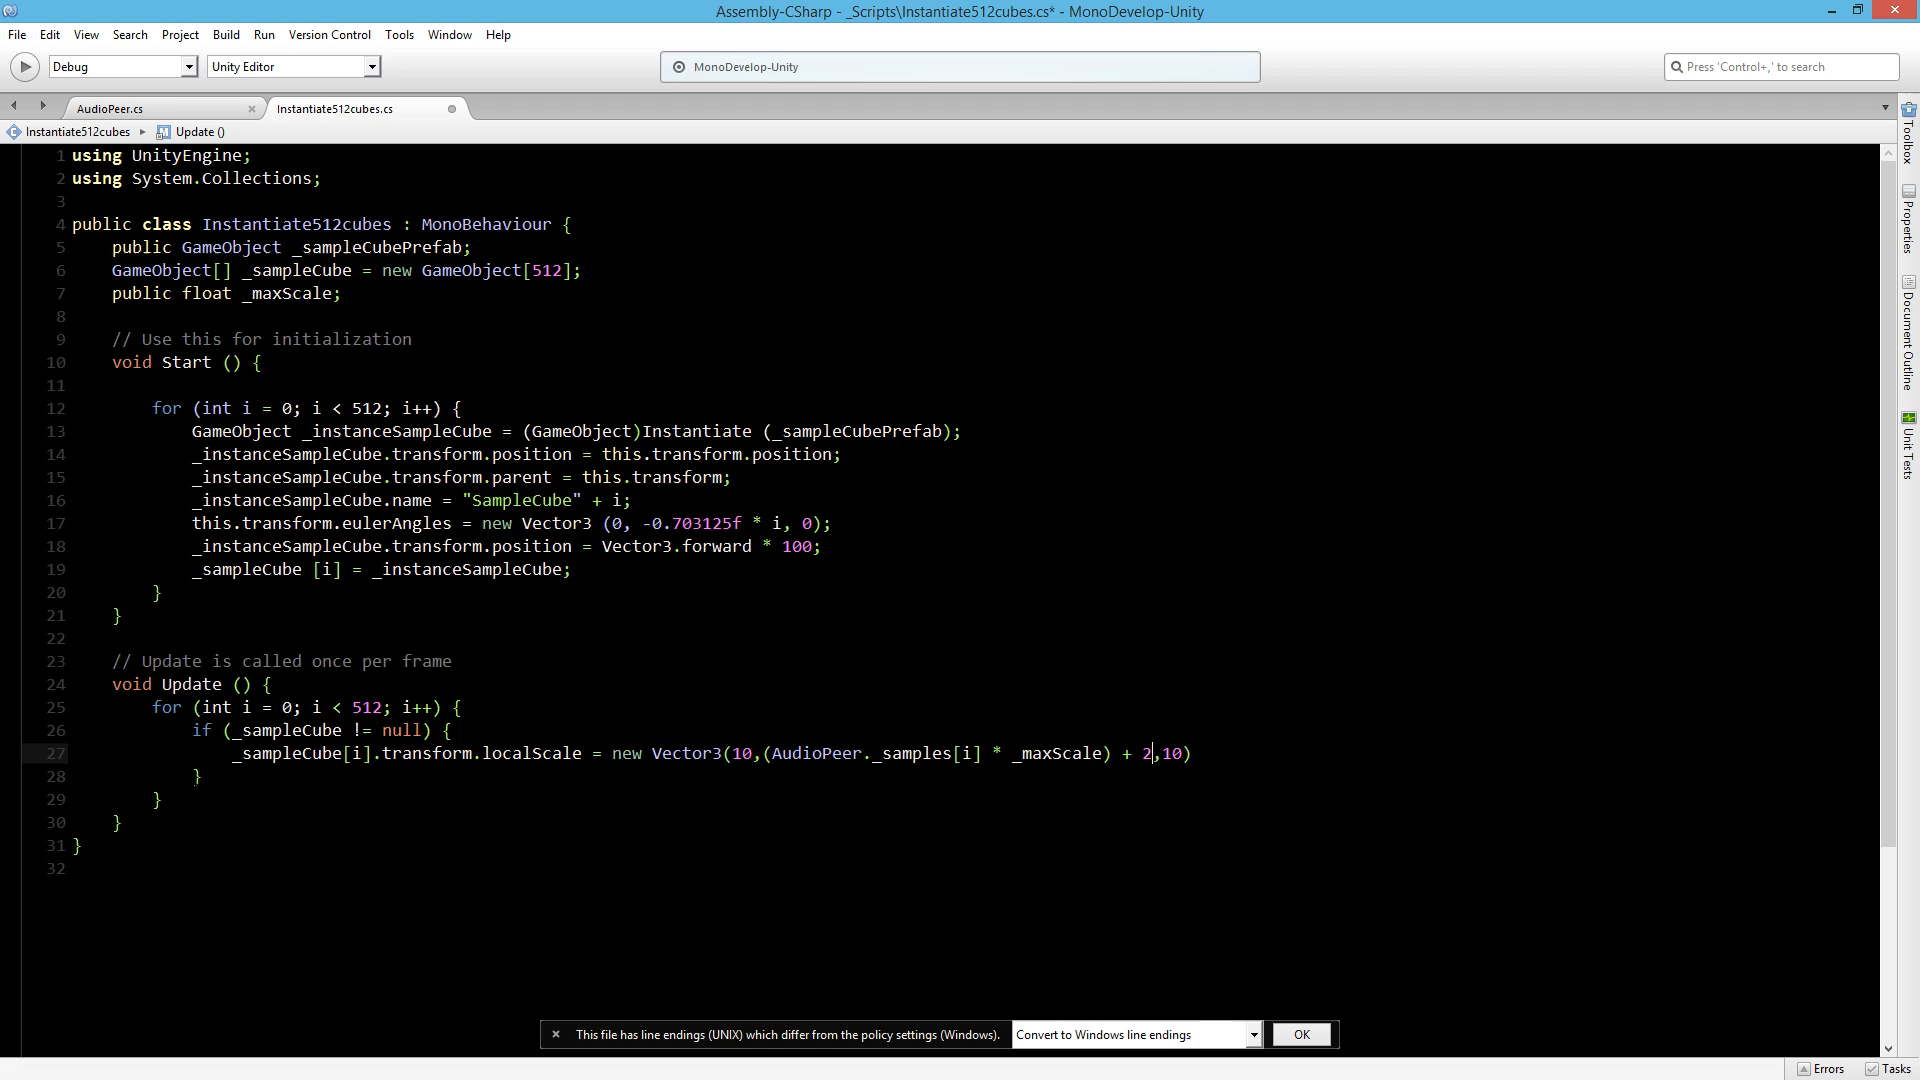 Assembly-CSharp - _Scripts\Instantiate512cubes.cs* - MonoDevelop-Unity
File Edit View Search Project Build Run Version Control Tools Window Help
Debug Unity Editor MonoDevelop-Unity Press 'Control+,' to search
AudioPeer.cs Instantiate512cubes.cs
Instantiate512cubes Update ()
1 using UnityEngine;
2 using System.Collections;
3
4 public class Instantiate512cubes : MonoBehaviour {
5     public GameObject _sampleCubePrefab;
6     GameObject[] _sampleCube = new GameObject[512];
7     public float _maxScale;
8
9     // Use this for initialization
10     void Start () {
11
12         for (int i = 0; i < 512; i++) {
13             GameObject _instanceSampleCube = (GameObject)Instantiate (_sampleCubePrefab);
14             _instanceSampleCube.transform.position = this.transform.position;
15             _instanceSampleCube.transform.parent = this.transform;
16             _instanceSampleCube.name = "SampleCube" + i;
17             this.transform.eulerAngles = new Vector3 (0, -0.703125f * i, 0);
18             _instanceSampleCube.transform.position = Vector3.forward * 100;
19             _sampleCube [i] = _instanceSampleCube;
20         }
21     }
22
23     // Update is called once per frame
24     void Update () {
25         for (int i = 0; i < 512; i++) {
26             if (_sampleCube != null) {
27                 _sampleCube[i].transform.localScale = new Vector3(10,(AudioPeer._samples[i] * _maxScale) + 2,10)
28             }
29         }
30     }
31 }
32
Toolbox
Properties
Document Outline
Unit Tests
This file has line endings (UNIX) which differ from the policy settings (Windows). Convert to Windows line endings OK
Errors Tasks